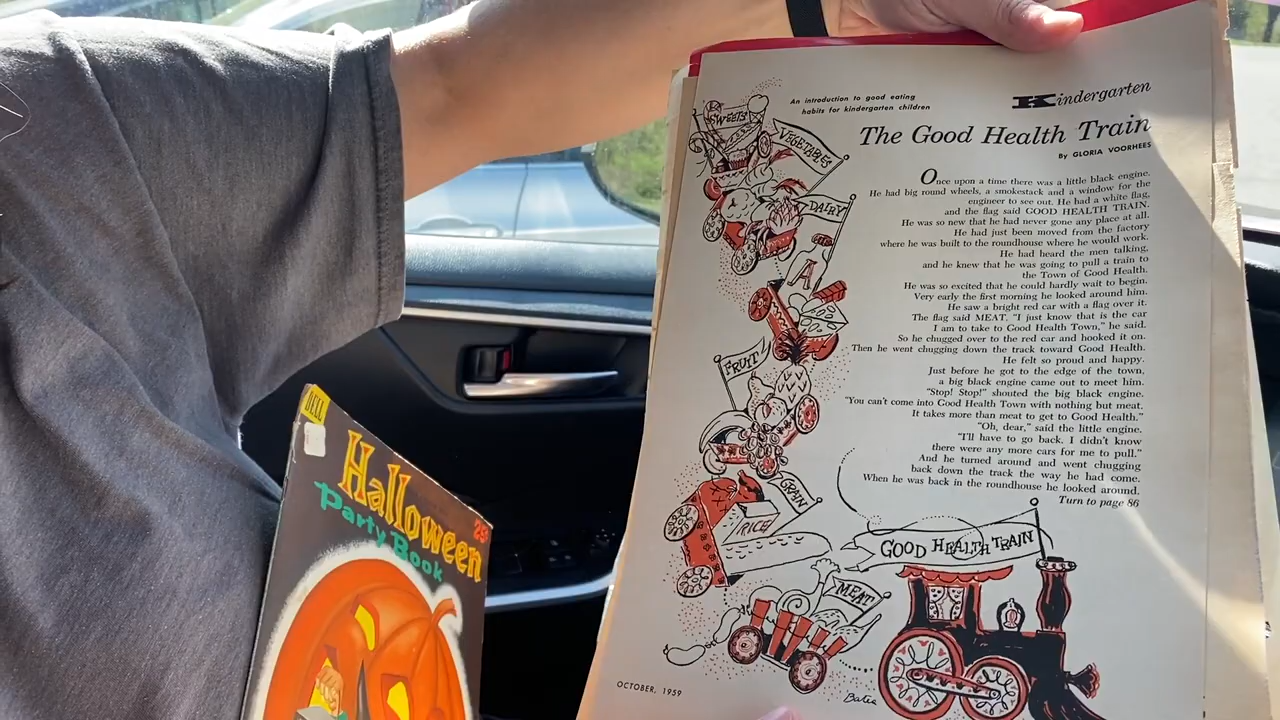 An introduction to good eating
habits for kindergarten children
Kindergarten
The Good Health Train
By GLORIA VOORHEES
Once upon a time there was a little black engine.
He had big round wheels, a smokestack and a window for the
engineer to see out. He had a white flag,
and the flag said GOOD HEALTH TRAIN.
He was so new that he had never gone any place at all.
He had just been moved from the factory
where he was built to the roundhouse where he would work.
He had heard the men talking,
and he knew that he was going to pull a train to
the Town of Good Health.
He was so excited that he could hardly wait to begin.
Very early the first morning he looked around him.
He saw a bright red car with a flag over it.
The flag said MEAT. "I just know that is the car
I am to take to Good Health Town," he said.
So he chugged over to the red car and hooked it on.
Then he went chugging down the track toward Good Health.
He felt so proud and happy.
Just before he got to the edge of the town,
a big black engine came out to meet him.
"Stop! Stop!" shouted the big black engine.
"You can't come into Good Health Town with nothing but meat.
It takes more than meat to get to Good Health."
"Oh, dear," said the little engine.
"I'll have to go back. I didn't know
there were any more cars for me to pull."
And he turned around and went chugging
back down the track the way he had come.
When he was back in the roundhouse he looked around.
Turn to page 86
SWEETS
VEGETABLES
DAIRY
A
FRUIT
GRAIN
RICE
MEAT
GOOD HEALTH TRAIN
Batie
OCTOBER, 1959
DELL
Halloween
Party Book
25